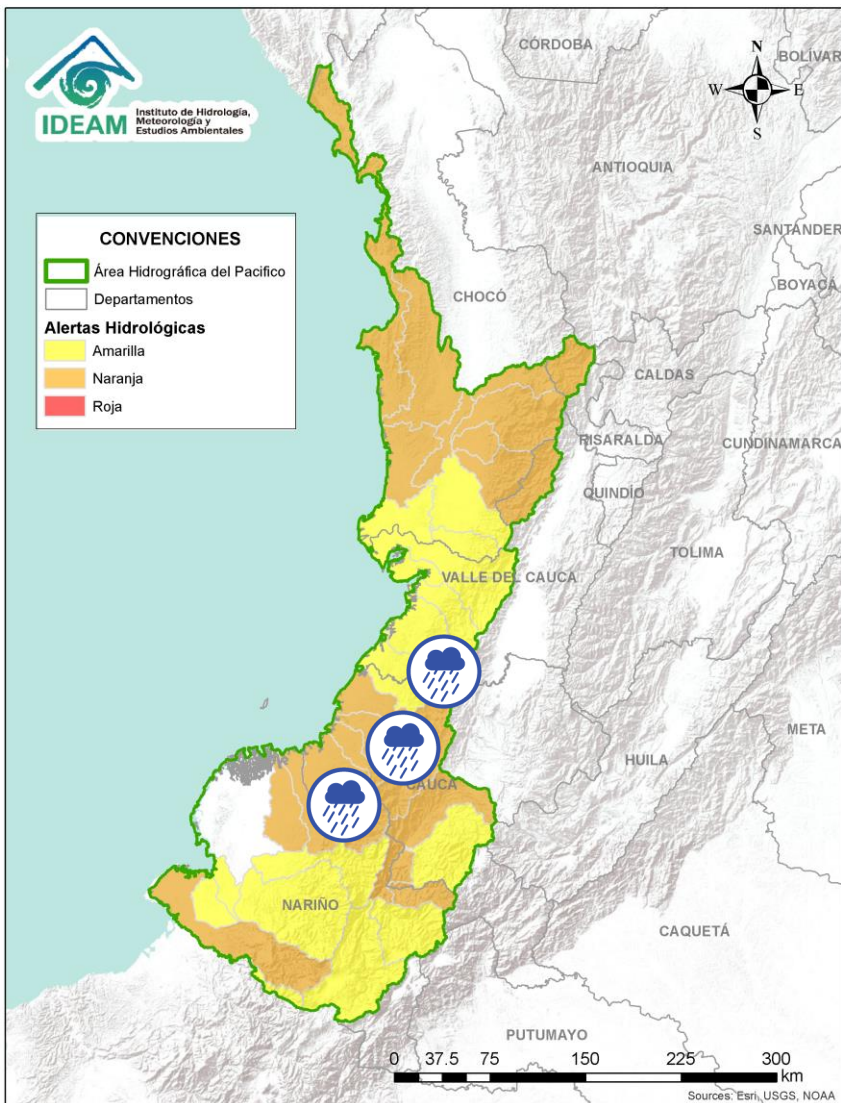 IDEAM
Instituto de Hidrología,
Meteorología y
Estudios Ambientales
CÓRDOBA
BOLÍVAR
N
W
E
S
ANTIOQUIA
SANTANDER
BOYACÁ
CONVENCIONES
Área Hidrográfica del Pacifico
Departamentos
Alertas Hidrológicas
Amarilla
Naranja
Roja
CHOCÓ
CALDAS
RISARALDA
CUNDINAMARCA
QUINDÍO
TOLIMA
VALLE DEL CAUCA
META
HUILA
CAUCA
NARIÑO
CAQUETÁ
PUTUMAYO
0 37.5 75 150 225 300
km
Sources: Esri, USGS, NOAA